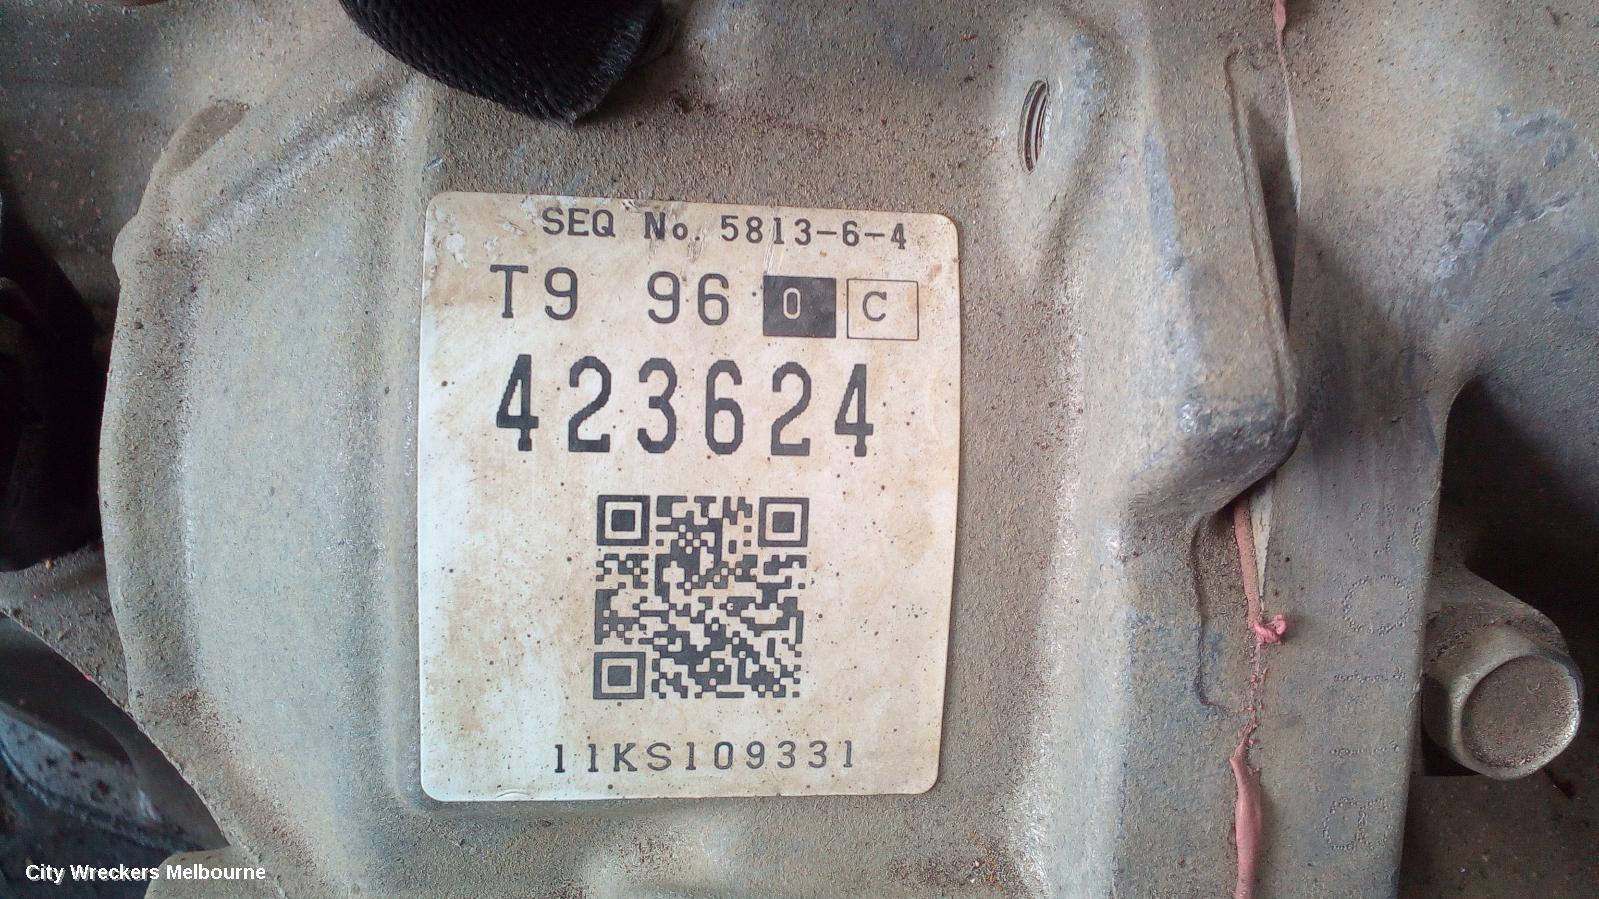 SEQ No. 5813-6-4
T9 96 0 C
423624
11KS109331
City Wreckers Melbourne